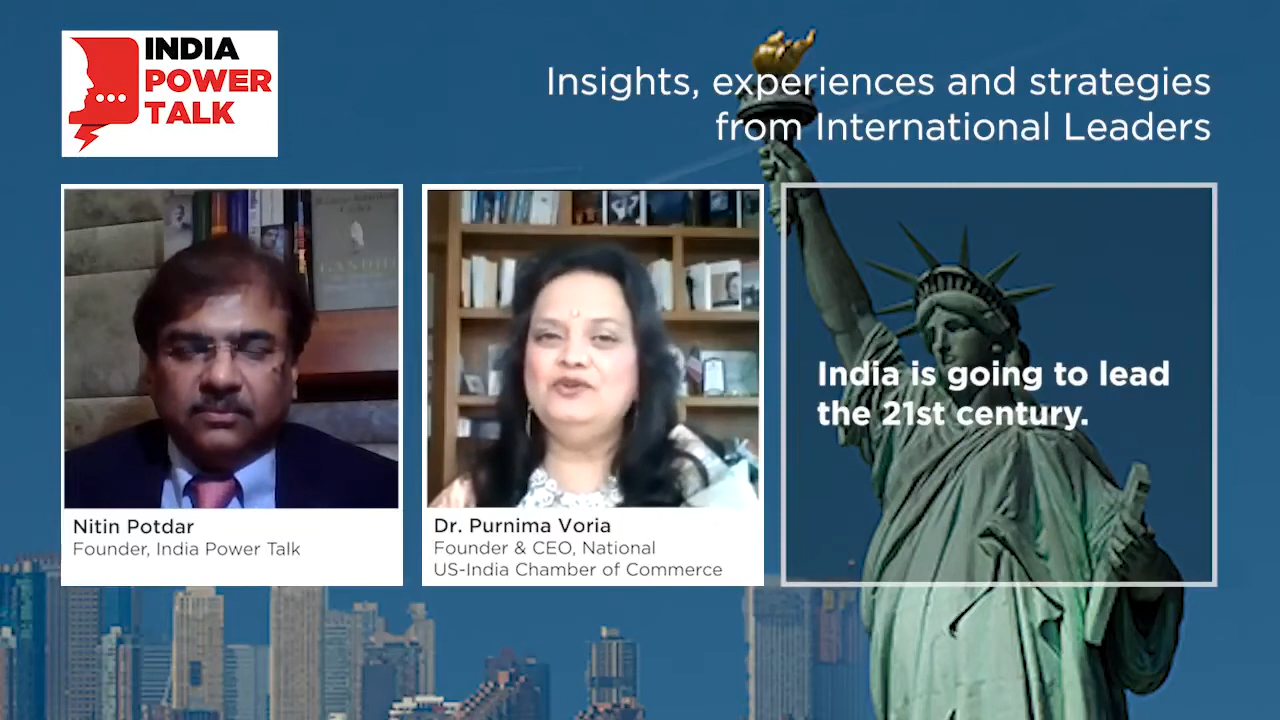 INDIA
POWER
TALK
Insights, experiences and strategies
from International Leaders
GANDHI
India is going to lead
the 21st century.
Nitin Potdar
Founder, India Power Talk
Dr. Purnima Voria
Founder & CEO, National
US-India Chamber of Commerce